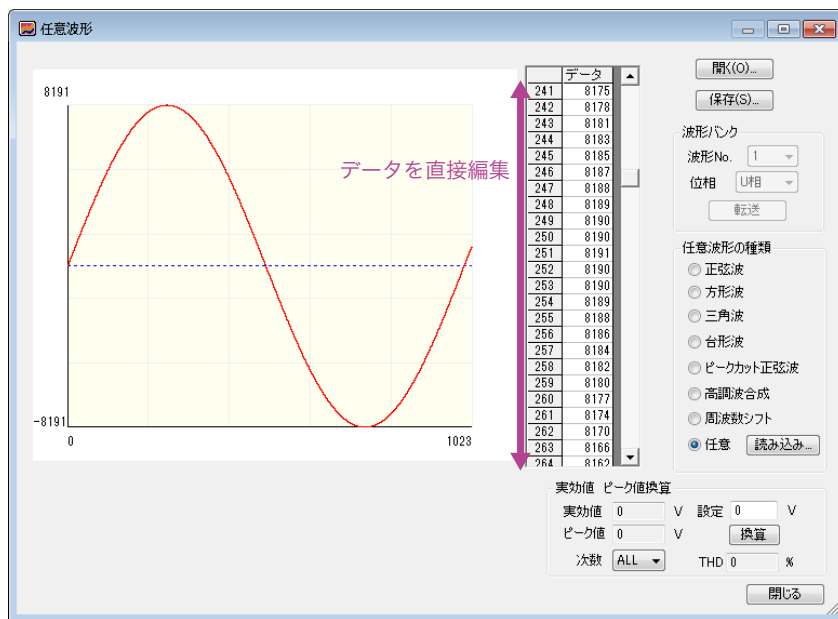 任意波形
8191
-8191
0
1023
データを直接編集
データ
241 8175
242 8178
243 8181
244 8183
245 8185
246 8187
247 8188
248 8189
249 8190
250 8190
251 8191
252 8190
253 8190
254 8189
255 8188
256 8186
257 8184
258 8182
259 8180
260 8177
261 8174
262 8170
263 8166
264 8162
開く(O)...
保存(S)...
波形バンク
波形No. 1
位相 U相
転送
任意波形の種類
正弦波
方形波
三角波
台形波
ピークカット正弦波
高調波合成
周波数シフト
任意 読み込み...
実効値 ピーク値換算
実効値 0 V 設定 0 V
ピーク値 0 V 換算
次数 ALL THD 0 %
閉じる